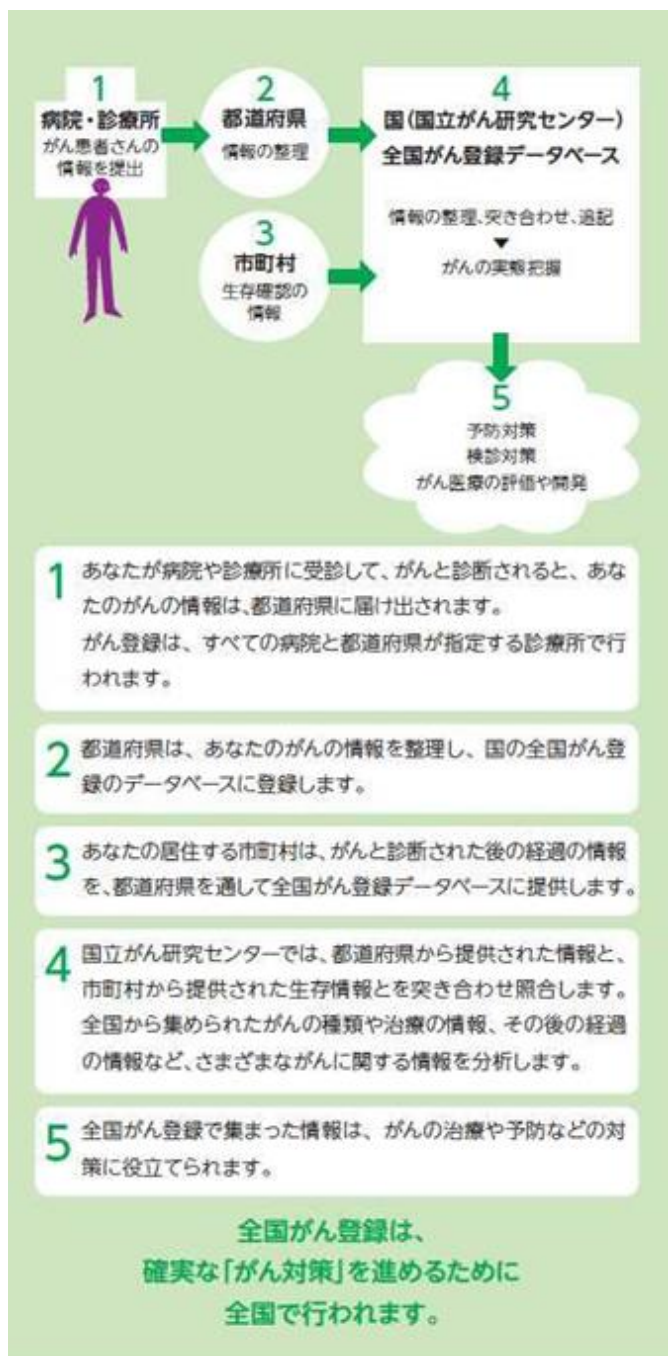 1
病院・診療所
がん患者さんの
情報を提出
2
都道府県
情報の整理
3
市町村
生存確認の
情報
4
国(国立がん研究センター)
全国がん登録データベース
情報の整理、突き合わせ、追記
▼
がんの実態把握
5
予防対策
検診対策
がん医療の評価や開発
1 あなたが病院や診療所に受診して、がんと診断されると、あな
たのがんの情報は、都道府県に届け出されます。
がん登録は、すべての病院と都道府県が指定する診療所で行
われます。
2 都道府県は、あなたのがんの情報を整理し、国の全国がん登
録のデータベースに登録します。
3 あなたの居住する市町村は、がんと診断された後の経過の情報
を、都道府県を通して全国がん登録データベースに提供します。
4 国立がん研究センターでは、都道府県から提供された情報と、
市町村から提供された生存情報とを突き合わせ照合します。
全国から集められたがんの種類や治療の情報、その後の経過
の情報など、さまざまながんに関する情報を分析します。
5 全国がん登録で集まった情報は、がんの治療や予防などの対
策に役立てられます。
全国がん登録は、
確実な「がん対策」を進めるために
全国で行われます。